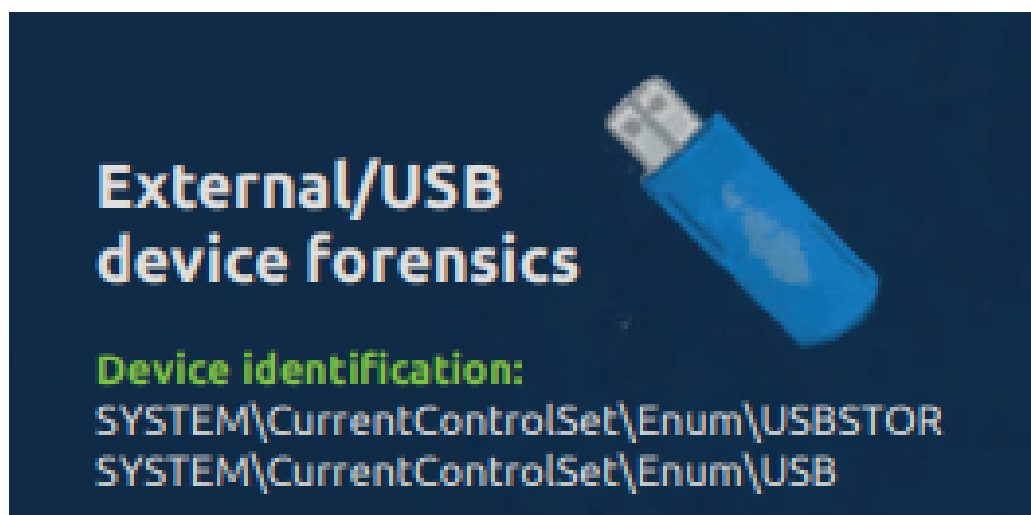 External/USB
device forensics
Device identification:
SYSTEM\CurrentControlSet\Enum\USBSTOR
SYSTEM\CurrentControlSet\Enum\USB